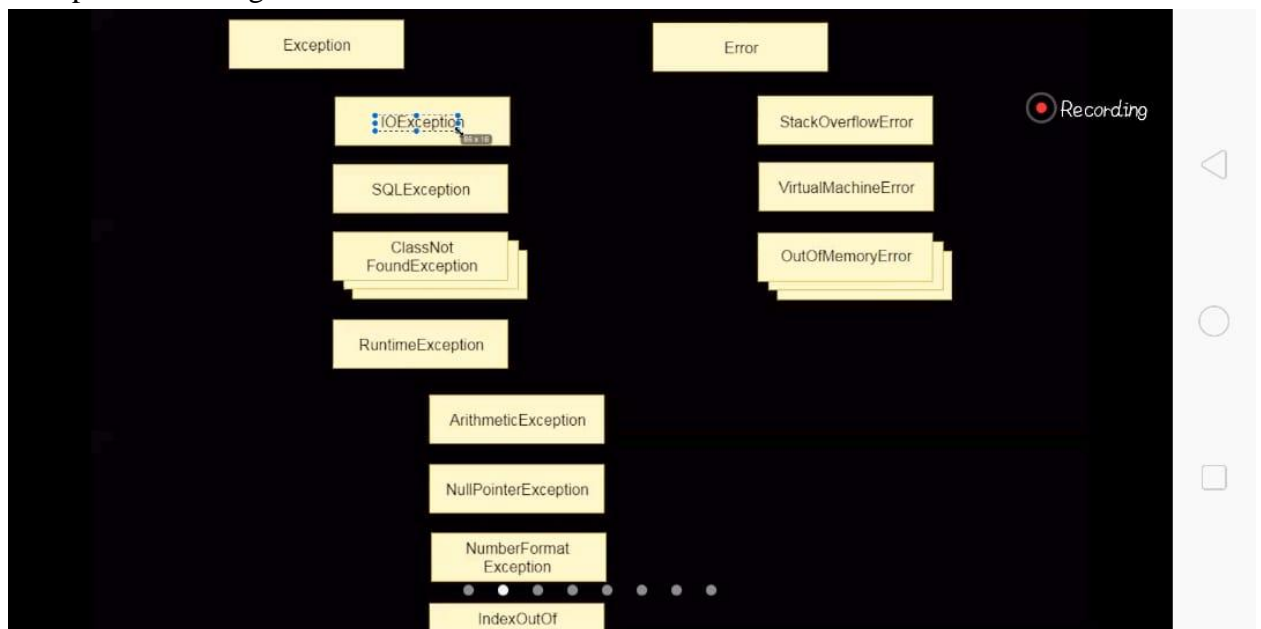 Exception
Error
IOException
StackOverflowError
Recording
SQLException
VirtualMachineError
ClassNot
FoundException
OutOfMemoryError
RuntimeException
ArithmeticException
NullPointerException
NumberFormat
Exception
IndexOutOf